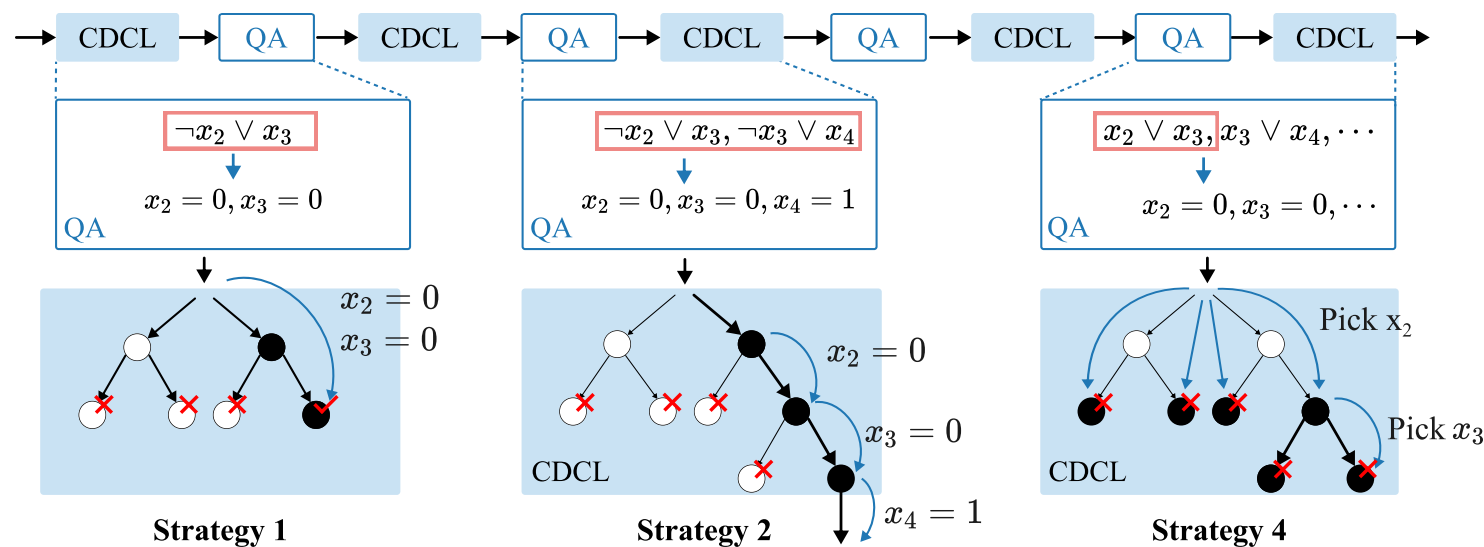 CDCL QA CDCL QA CDCL QA CDCL QA CDCL
¬x₂ ∨ x₃
x₂ = 0, x₃ = 0
QA
x₂ = 0
x₃ = 0
Strategy 1
¬x₂ ∨ x₃, ¬x₃ ∨ x₄
x₂ = 0, x₃ = 0, x₄ = 1
QA
x₂ = 0
x₃ = 0
CDCL
x₄ = 1
Strategy 2
x₂ ∨ x₃, x₃ ∨ x₄, ⋯
x₂ = 0, x₃ = 0, ⋯
QA
Pick x₂
Pick x₃
CDCL
Strategy 4